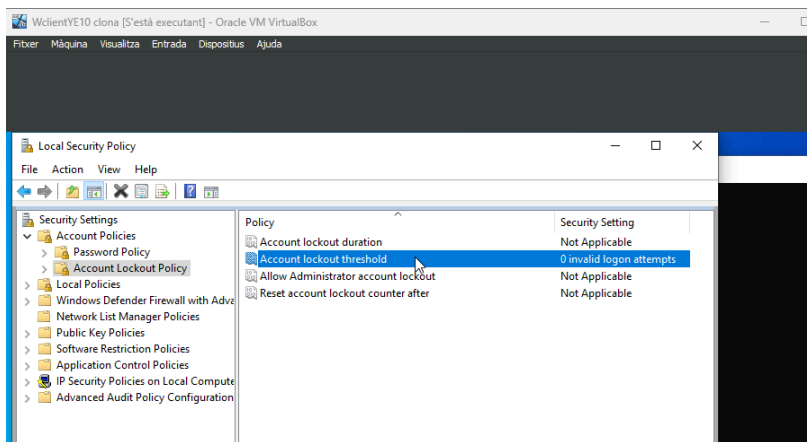 WclientYE10 clona [S'està executant] - Oracle VM VirtualBox
Fitxer Màquina Visualitza Entrada Dispositius Ajuda
Local Security Policy
File Action View Help
Security Settings
Account Policies
Password Policy
Account Lockout Policy
Local Policies
Windows Defender Firewall with Adva
Network List Manager Policies
Public Key Policies
Software Restriction Policies
Application Control Policies
IP Security Policies on Local Compute
Advanced Audit Policy Configuration
Policy Security Setting
Account lockout duration Not Applicable
Account lockout threshold 0 invalid logon attempts
Allow Administrator account lockout Not Applicable
Reset account lockout counter after Not Applicable